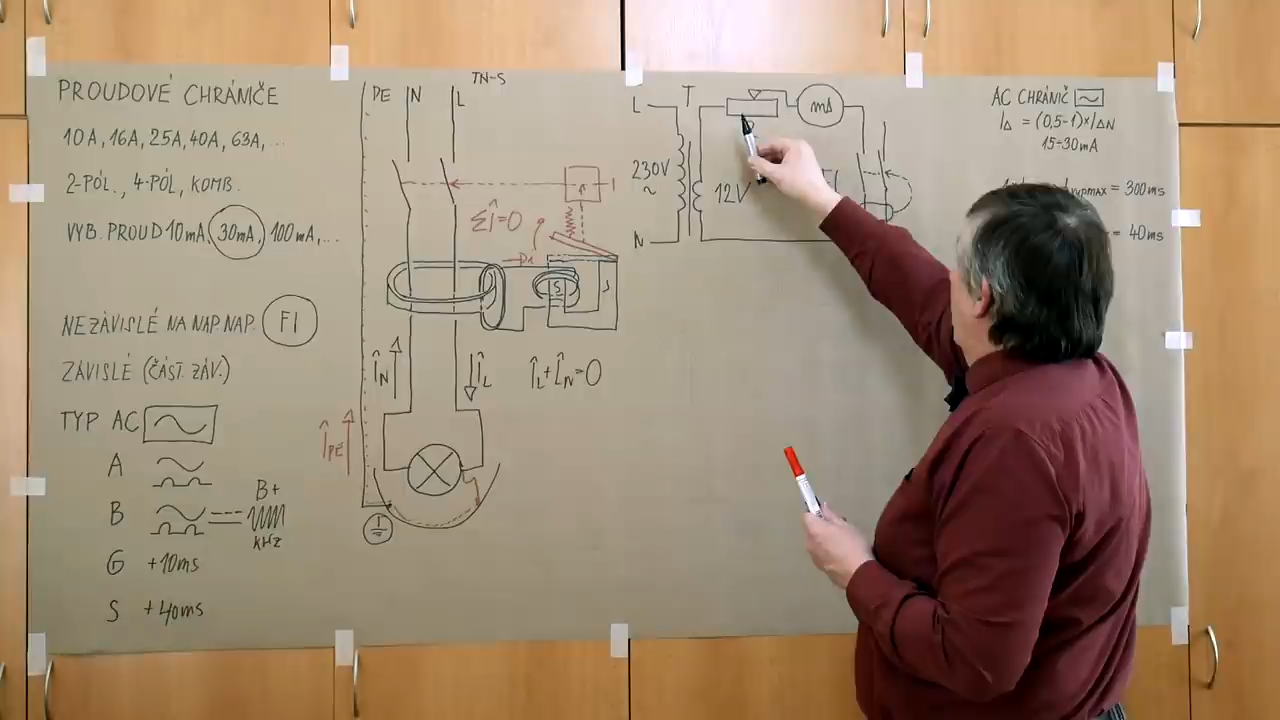 PROUDOVÉ CHRÁNIČE
10A, 16A, 25A, 40A, 63A, ...
2-PÓL., 4-PÓL, KOMB.
VYB. PROUD 10mA, 30mA, 100mA, ...
NEZÁVISLÉ NA NAP. NAP. FI
ZÁVISLÉ (ČÁST. ZÁV.)
TYP AC
A
B
B+
kHz
G +10ms
S +40ms
TN-S
PE N L
ΣÎ=0
S
J
Î_N
Î_L
Î_L+Î_N=0
Î_PE
L T
mA
230V
~
12V
N
AC CHRÁNIČ
I_Δ = (0,5-1)×I_ΔN
15-30mA
= 300ms
= 40ms